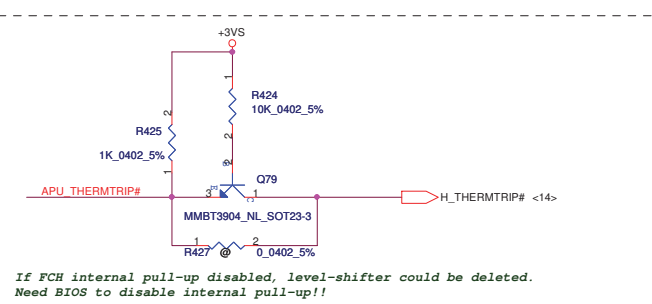 +3VS
1
R424
10K_0402_5%
2
2
R425
1K_0402_5%
1
2
B
Q79
APU_THERMTRIP#
3
E
1
C
H_THERMTRIP# <14>
MMBT3904_NL_SOT23-3
1
2
R427
@
0_0402_5%
If FCH internal pull-up disabled, level-shifter could be deleted.
Need BIOS to disable internal pull-up!!